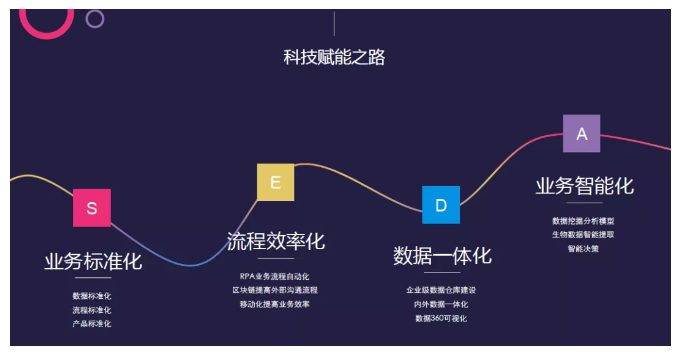 科技赋能之路
S
业务标准化
数据标准化
流程标准化
产品标准化
E
流程效率化
RPA业务流程自动化
区块链提高外部沟通流程
移动化提高业务效率
D
数据一体化
企业级数据仓库建设
内外数据一体化
数据360可视化
A
业务智能化
数据挖掘分析模型
生物数据智能提取
智能决策